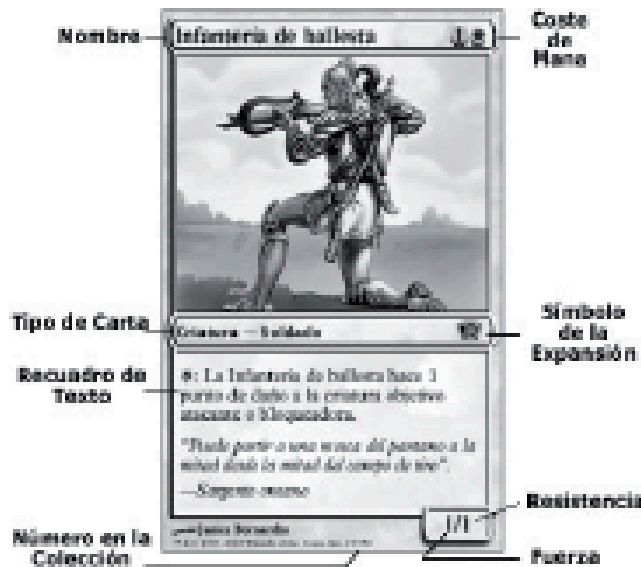 Nombre
Infantería de ballesta
Coste
de
Mana
Tipo de Carta
Criatura — Soldado
Símbolo
de la
Expansión
Recuadro de
Texto
: La Infantería de ballesta hace 1
punto de daño a la criatura objetivo
atacante o bloqueadora.
"Puede partir a una mosca del pantano a la
mitad desde la mitad del campo de tiro".
—Sargento
Resistencia
1/1
Número en la
Colección
Fuerza